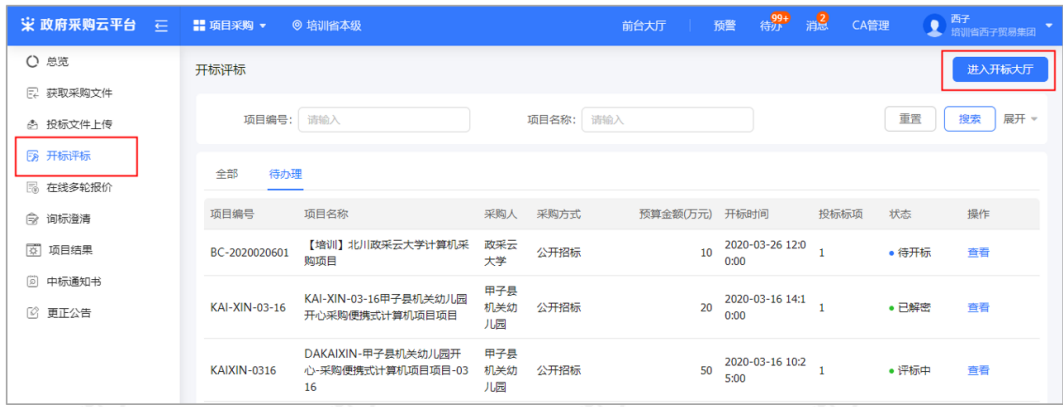 政府采购云平台 项目采购 培训省本级 前台大厅 预警 待办 99+ 消息 2 CA管理 西子
培训省西子贸易集团
总览
获取采购文件
投标文件上传
开标评标
在线多轮报价
询标澄清
项目结果
中标通知书
更正公告
开标评标 进入开标大厅
项目编号: 请输入 项目名称: 请输入 重置 搜索 展开
全部 待办理
项目编号 项目名称 采购人 采购方式 预算金额(万元) 开标时间 投标标项 状态 操作
BC-2020020601 【培训】北川政采云大学计算机采 政采云 公开招标 10 2020-03-26 12:0 1 待开标 查看
购项目 大学 0:00
KAI-XIN-03-16 KAI-XIN-03-16甲子县机关幼儿园 甲子县 公开招标 20 2020-03-16 14:1 1 已解密 查看
开心采购便携式计算机项目项目 机关幼 0:00
儿园
KAIXIN-0316 DAKAIXIN-甲子县机关幼儿园开 甲子县 公开招标 50 2020-03-16 10:2 1 评标中 查看
心-采购便携式计算机项目项目-03 机关幼 5:00
16 儿园